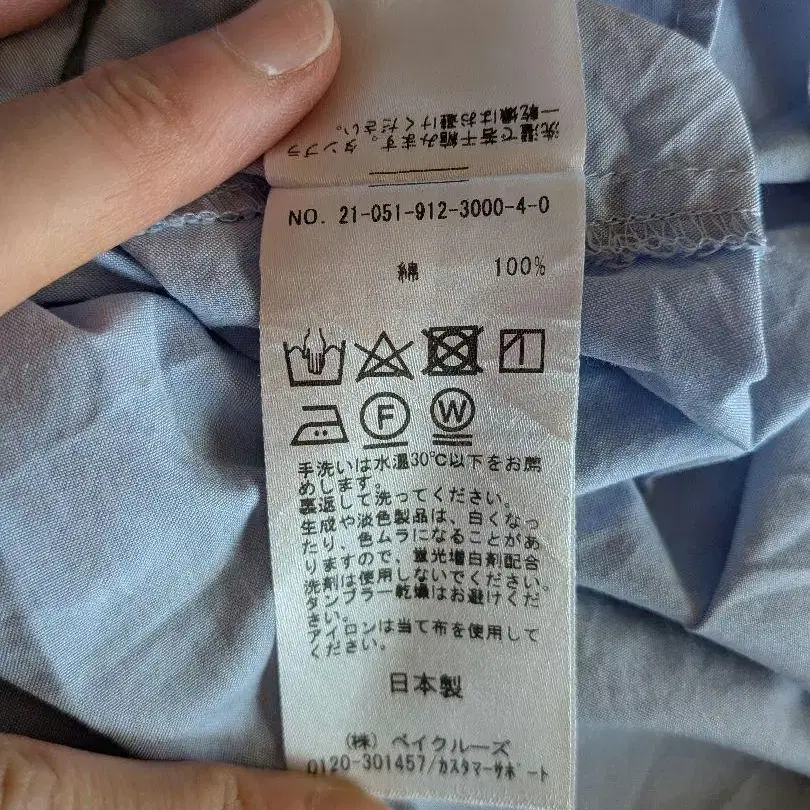 洗濯で若干縮みます。タンブラ
ー乾燥はお避けください。
NO. 21-051-912-3000-4-0
綿 100%
F W
手洗いは水温30℃以下をお薦
めします。
裏返して洗ってください。
生成や淡色製品は、白くなっ
たり、色ムラになることがあ
りますので、蛍光増白剤配合
洗剤は使用しないでください。
タンブラー乾燥はお避けくだ
さい。
アイロンは当て布を使用して
ください。
日本製
(株) ベイクルーズ
0120-301457/カスタマーサポート